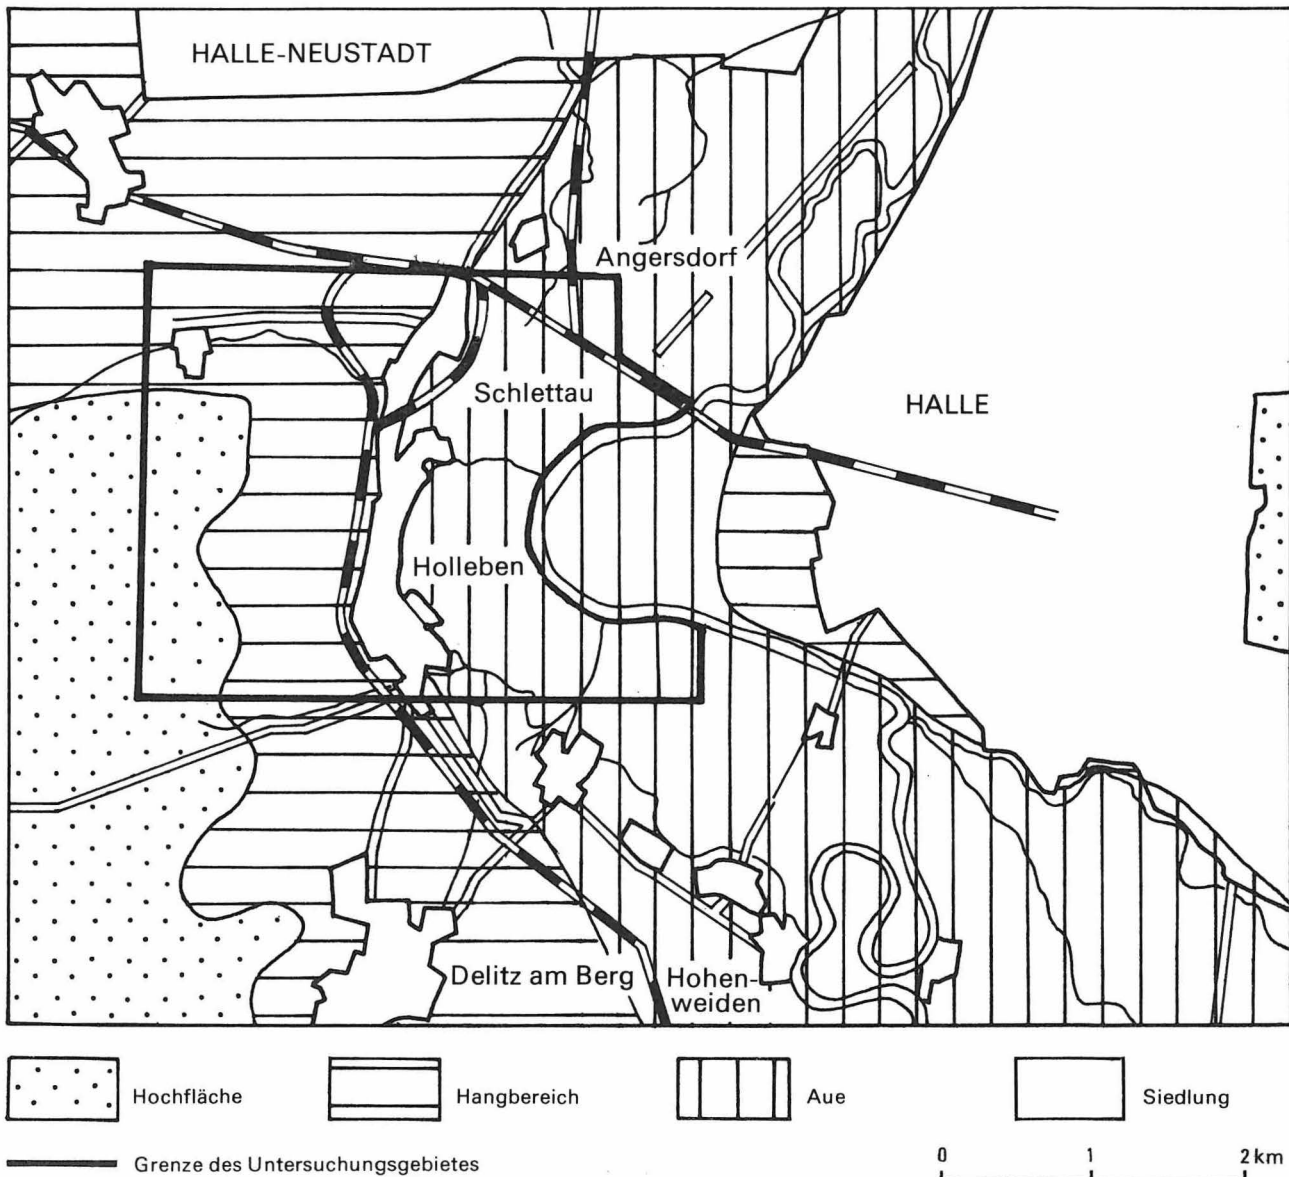 HALLE-NEUSTADT
Angersdorf
Schlettau
HALLE
Holleben
Delitz am Berg
Hohen-
weiden
Hochfläche
Hangbereich
Aue
Siedlung
Grenze des Untersuchungsgebietes
0 1 2 km